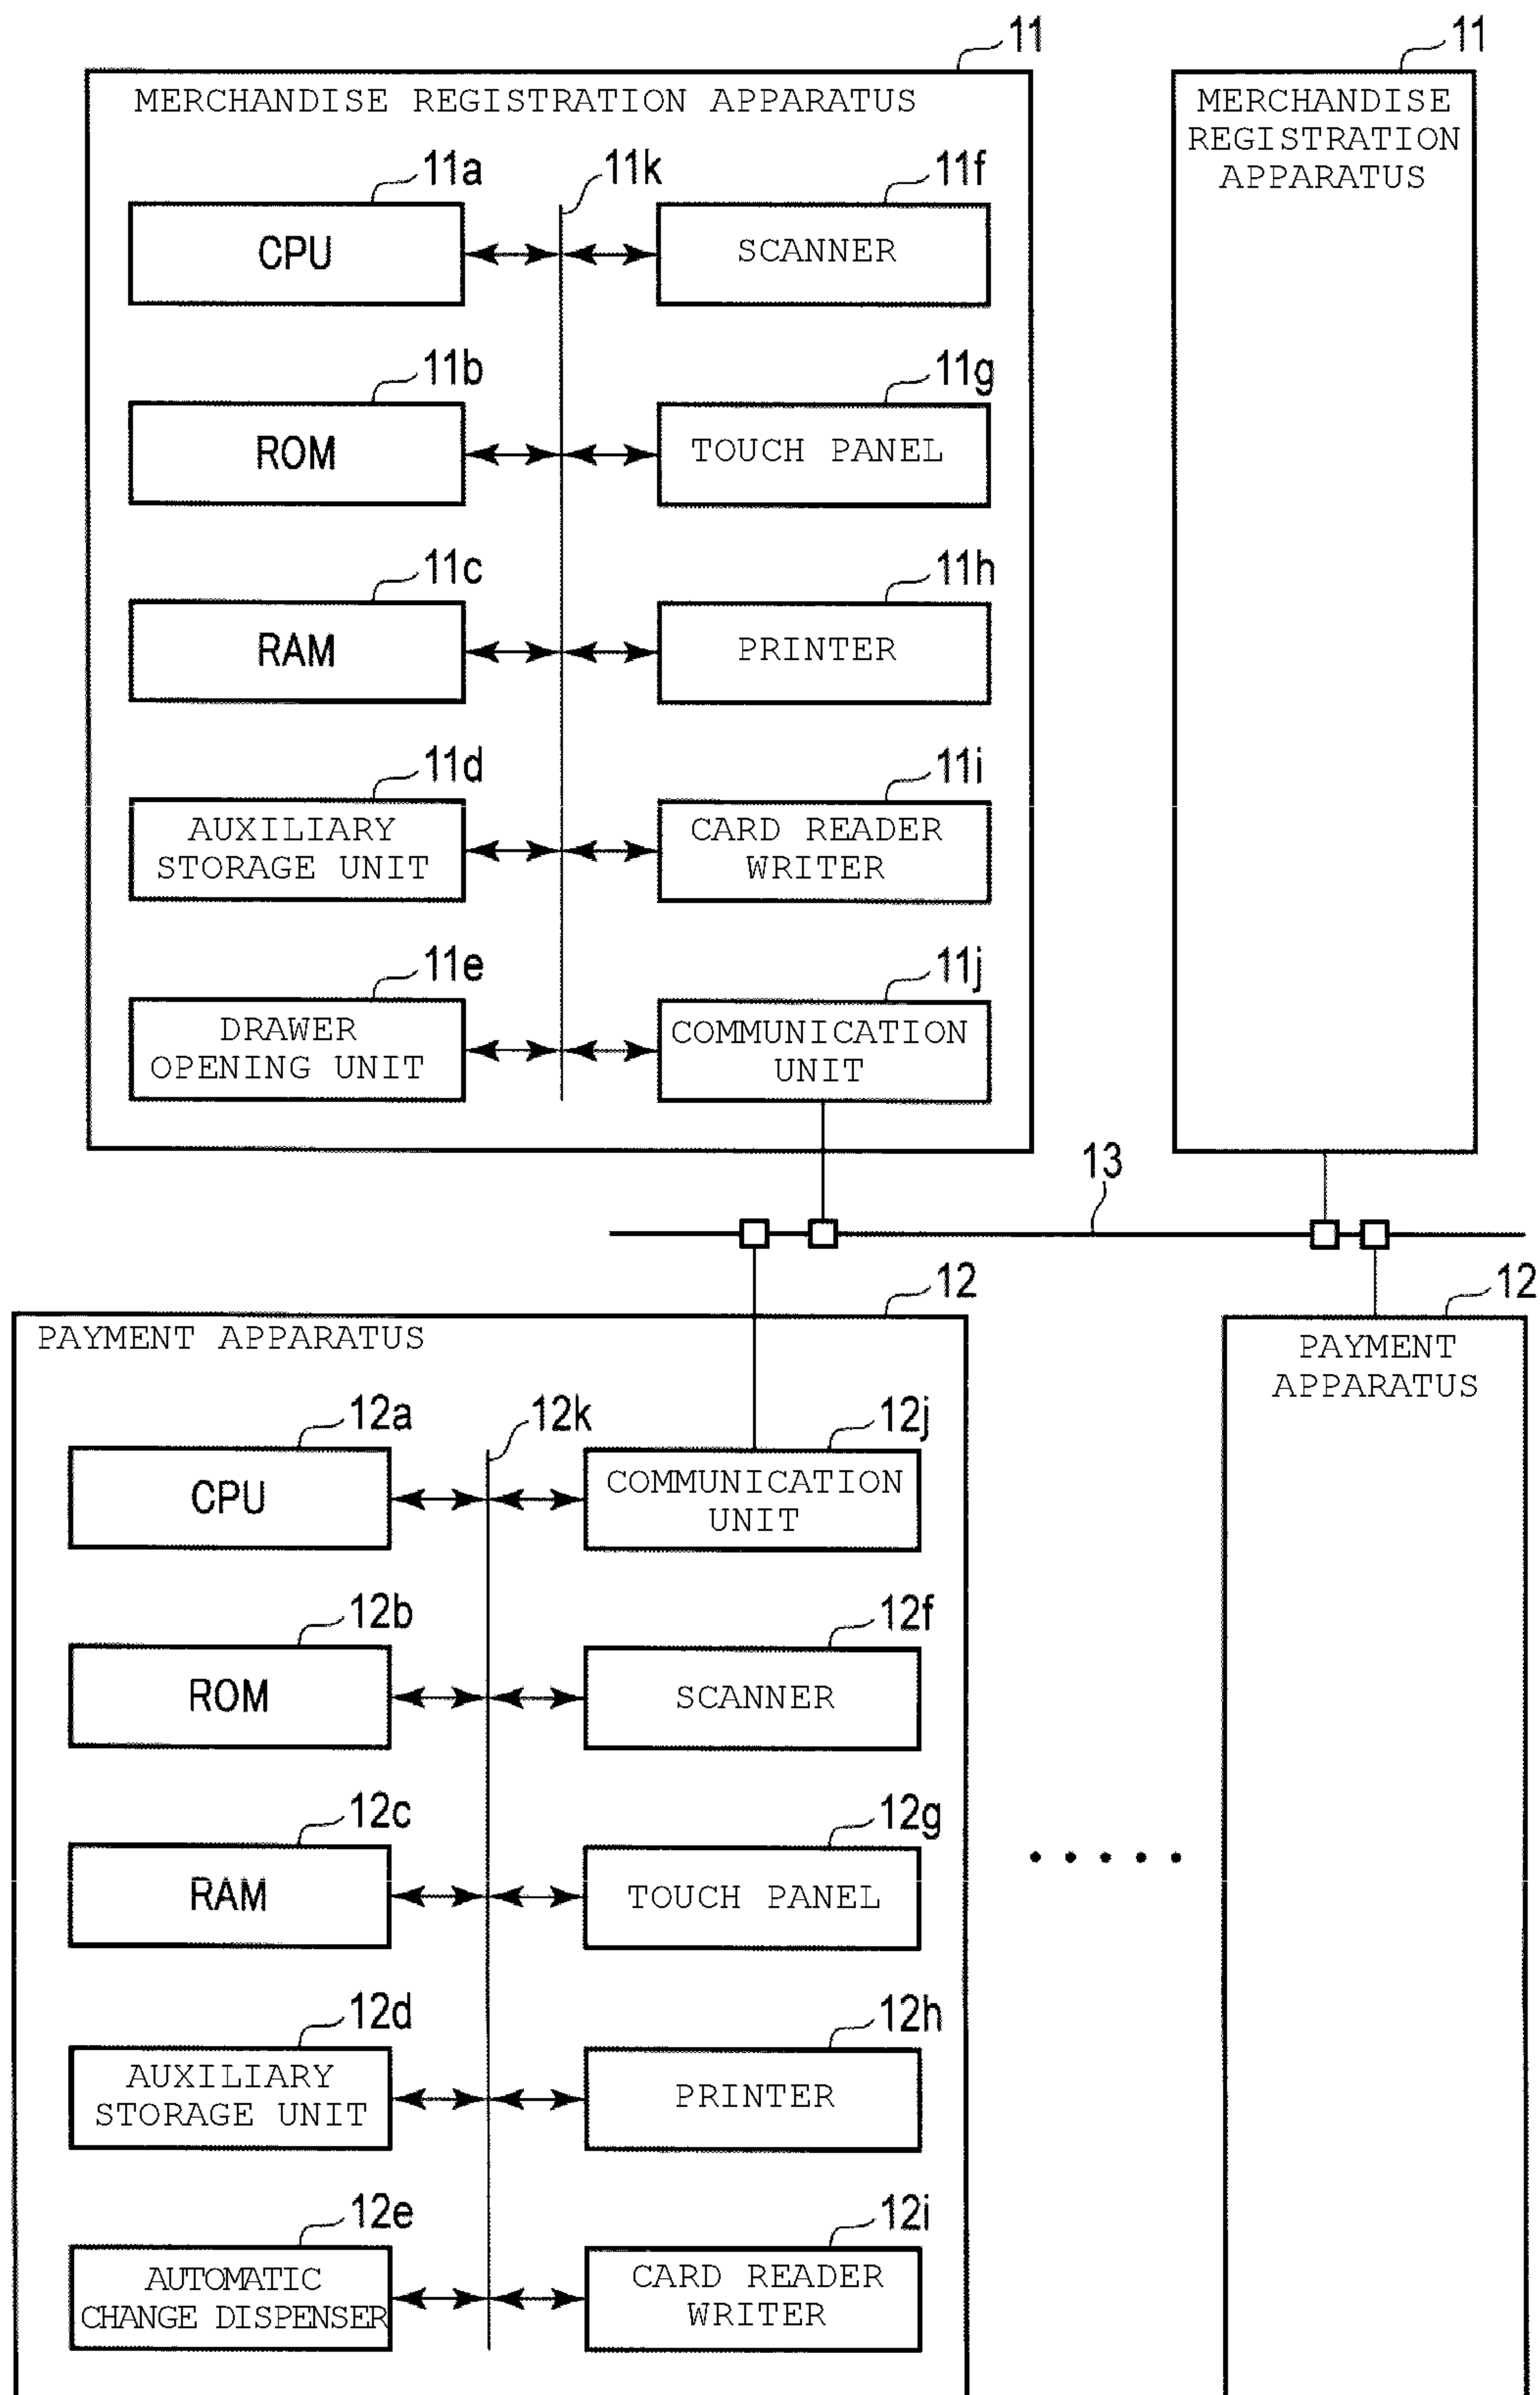 11
MERCHANDISE REGISTRATION APPARATUS
11a
CPU
11k
11f
SCANNER
11b
ROM
11g
TOUCH PANEL
11c
RAM
11h
PRINTER
11d
AUXILIARY
STORAGE UNIT
11i
CARD READER
WRITER
11e
DRAWER
OPENING UNIT
11j
COMMUNICATION
UNIT
11
MERCHANDISE
REGISTRATION
APPARATUS
13
12
PAYMENT APPARATUS
12a
CPU
12k
12j
COMMUNICATION
UNIT
12b
ROM
12f
SCANNER
12c
RAM
12g
TOUCH PANEL
12d
AUXILIARY
STORAGE UNIT
12h
PRINTER
12e
AUTOMATIC
CHANGE DISPENSER
12i
CARD READER
WRITER
12
PAYMENT
APPARATUS